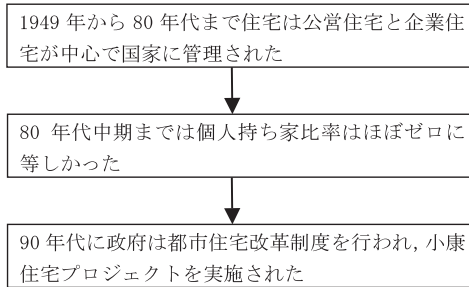 1949 年から 80 年代まで住宅は公営住宅と企業住
宅が中心で国家に管理された
80 年代中期までは個人持ち家比率はほぼゼロに
等しかった
90 年代に政府は都市住宅改革制度を行われ, 小康
住宅プロジェクトを実施された